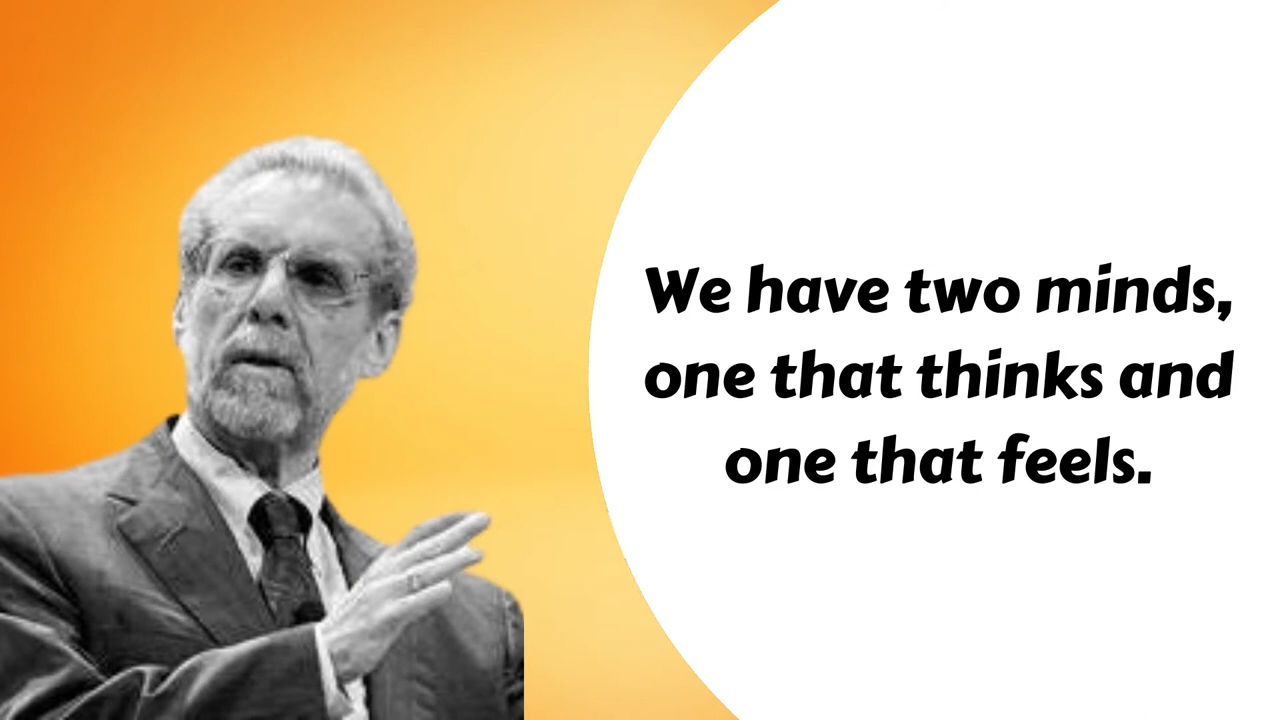 We have two minds,
one that thinks and
one that feels.